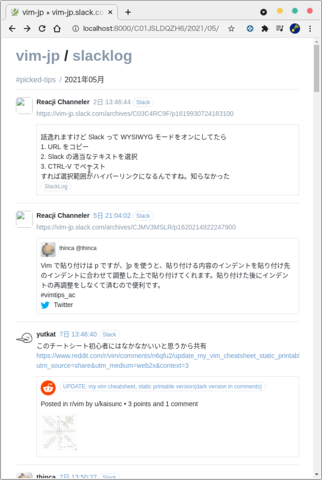 vim-jp » vim-jp.slack.co
localhost:8000/C01JSLDQZH6/2021/05/
vim-jp / slacklog
#picked-tips / 2021年05月
Reacji Channeler 2日 13:46:44 Slack
https://vim-jp.slack.com/archives/C03C4RC9F/p1619930724183100
話逸れますけど Slack って WYSIWYG モードをオンにしてたら
1. URL をコピー
2. Slack の適当なテキストを選択
3. CTRL-V でペースト
すれば選択範囲がハイパーリンクになるんですね。知らなかった
SlackLog
Reacji Channeler 5日 21:04:02 Slack
https://vim-jp.slack.com/archives/CJMV3MSLR/p1620214922247900
thinca @thinca
Vim で貼り付けは p ですが、]p を使うと、貼り付ける内容のインデントを貼り付け先
のインデントに合わせて調整した上で貼り付けてくれます。貼り付けた後にインデン
トの再調整をしなくて済むので便利です。
#vimtips_ac
Twitter
yutkat 7日 13:46:40 Slack
このチートシート初心者にはなかなかいいと思うから共有
https://www.reddit.com/r/vim/comments/n6qfu2/update_my_vim_cheatsheet_static_printabl
utm_source=share&utm_medium=web2x&context=3
UPDATE: my vim cheatsheet, static printable version(dark version in comments)
Posted in r/vim by u/kaisunc • 3 points and 1 comment
thinca 7日 13:50:27 Slack